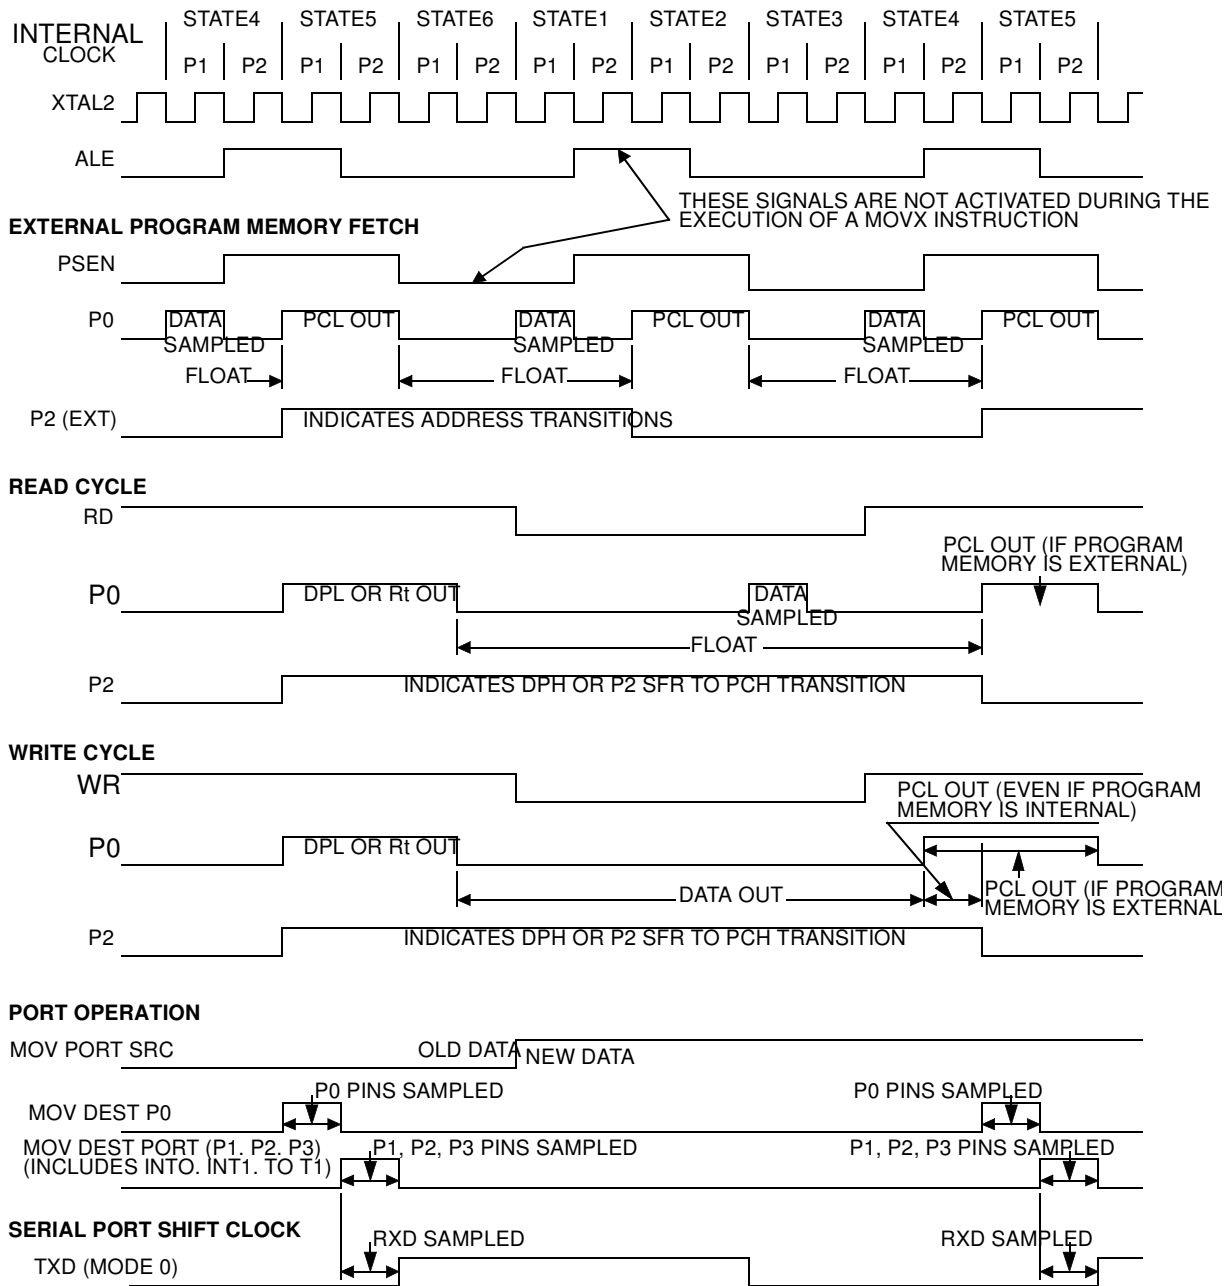 STATE4 STATE5 STATE6 STATE1 STATE2 STATE3 STATE4 STATE5
INTERNAL
CLOCK
P1 P2 P1 P2 P1 P2 P1 P2 P1 P2 P1 P2 P1 P2 P1 P2
XTAL2
ALE
THESE SIGNALS ARE NOT ACTIVATED DURING THE
EXECUTION OF A MOVX INSTRUCTION
EXTERNAL PROGRAM MEMORY FETCH
PSEN
P0 DATA PCL OUT DATA PCL OUT DATA PCL OUT
SAMPLED SAMPLED SAMPLED
FLOAT FLOAT FLOAT
P2 (EXT) INDICATES ADDRESS TRANSITIONS
READ CYCLE
RD
PCL OUT (IF PROGRAM
MEMORY IS EXTERNAL)
P0 DPL OR Rt OUT DATA
SAMPLED
FLOAT
P2 INDICATES DPH OR P2 SFR TO PCH TRANSITION
WRITE CYCLE
WR
PCL OUT (EVEN IF PROGRAM
MEMORY IS INTERNAL)
P0 DPL OR Rt OUT
DATA OUT
PCL OUT (IF PROGRAM
MEMORY IS EXTERNAL
P2 INDICATES DPH OR P2 SFR TO PCH TRANSITION
PORT OPERATION
MOV PORT SRC OLD DATA NEW DATA
P0 PINS SAMPLED P0 PINS SAMPLED
MOV DEST P0
MOV DEST PORT (P1. P2. P3) P1, P2, P3 PINS SAMPLED P1, P2, P3 PINS SAMPLED
(INCLUDES INTO. INT1. TO T1)
SERIAL PORT SHIFT CLOCK
RXD SAMPLED RXD SAMPLED
TXD (MODE 0)